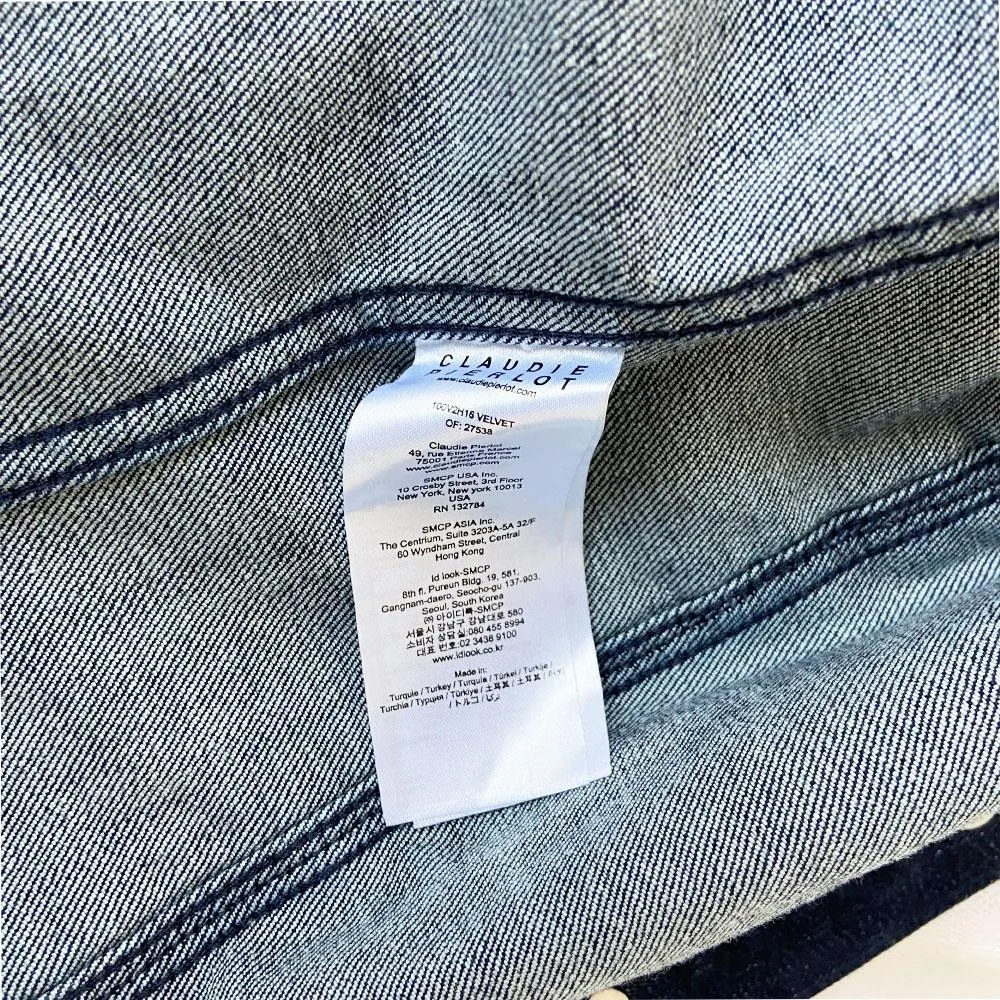 CLAUDIE
PIERLOT
www.claudiepierlot.com
100V2H16 VELVET
OF: 27538
Claudie Pierlot
49, rue Etienne Marcel
75001 Paris France
www.claudiepierlot.com
www.smcp.com
SMCP USA Inc.
10 Crosby Street, 3rd Floor
New York, New york 10013
USA
RN 132784
SMCP ASIA Inc.
The Centrium, Suite 3203A-5A 32/F
60 Wyndham Street, Central
Hong Kong
Id look-SMCP
8th fl. Pureun Bldg. 19, 581,
Gangnam-daero, Seocho-gu 137-903,
Seoul, South Korea
㈜ 아이디룩-SMCP
서울시 강남구 강남대로 580
소비자 상담실:080 455 8994
대표 번호:02 3438 9100
www.idlook.co.kr
Made in:
Turquie / Turkey / Turquia / Türkei / Turkije /
Turchia / Турция / Türkiye / 土耳其 / 土耳其 /
/ トルコ /